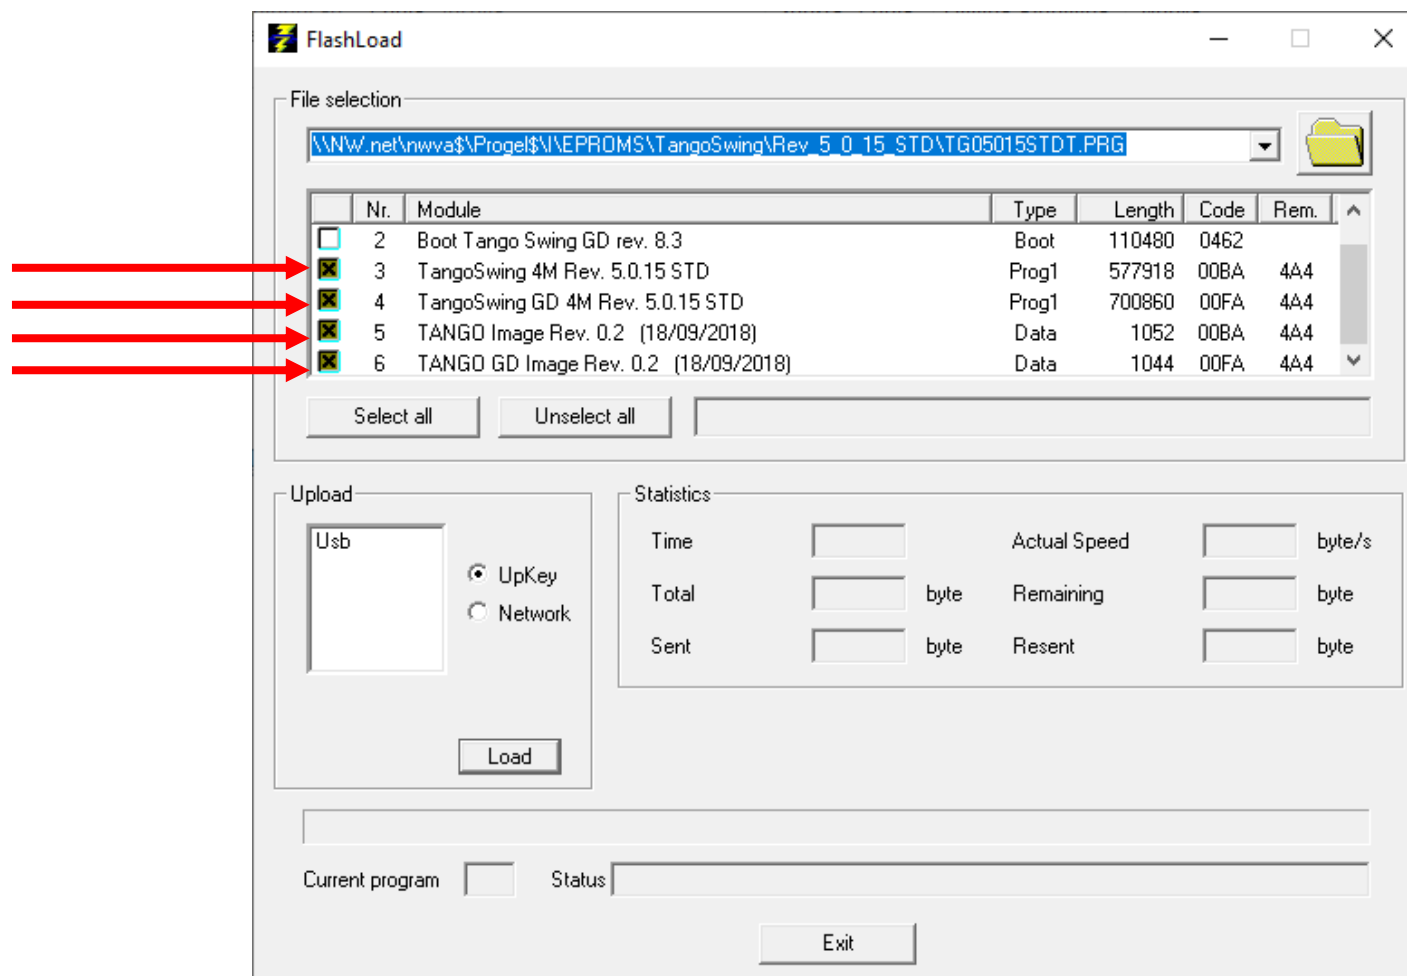 FlashLoad
File selection
\\NW.net\nwva$\Progel$\I\EPROMS\TangoSwing\Rev_5_0_15_STD\TG05015STDT.PRG
Nr. Module Type Length Code Rem.
2 Boot Tango Swing GD rev. 8.3 Boot 110480 0462
3 TangoSwing 4M Rev. 5.0.15 STD Prog1 577918 00BA 4A4
4 TangoSwing GD 4M Rev. 5.0.15 STD Prog1 700860 00FA 4A4
5 TANGO Image Rev. 0.2 (18/09/2018) Data 1052 00BA 4A4
6 TANGO GD Image Rev. 0.2 (18/09/2018) Data 1044 00FA 4A4
Select all Unselect all
Upload Statistics
Usb Time Actual Speed byte/s
UpKey
Total byte Remaining byte
Network
Sent byte Resent byte
Load
Current program Status
Exit